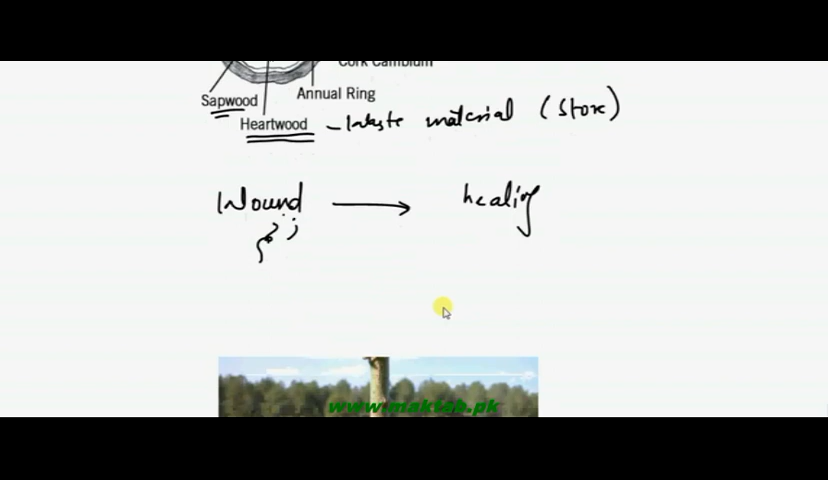 Cork Cambium
Sapwood
Annual Ring
Heartwood - Waste material (Store)
Wound → healing
زخم
www.maktab.pk